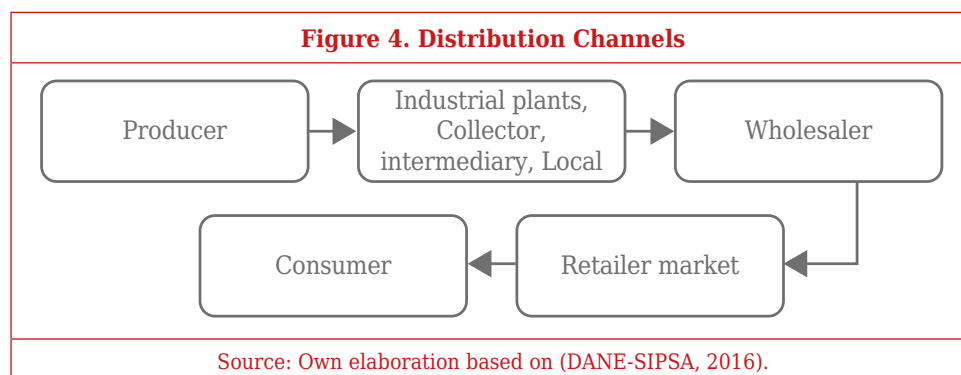 Figure 4. Distribution Channels
Producer
Industrial plants,
Collector,
intermediary, Local
Wholesaler
Consumer
Retailer market
Source: Own elaboration based on (DANE-SIPSA, 2016).